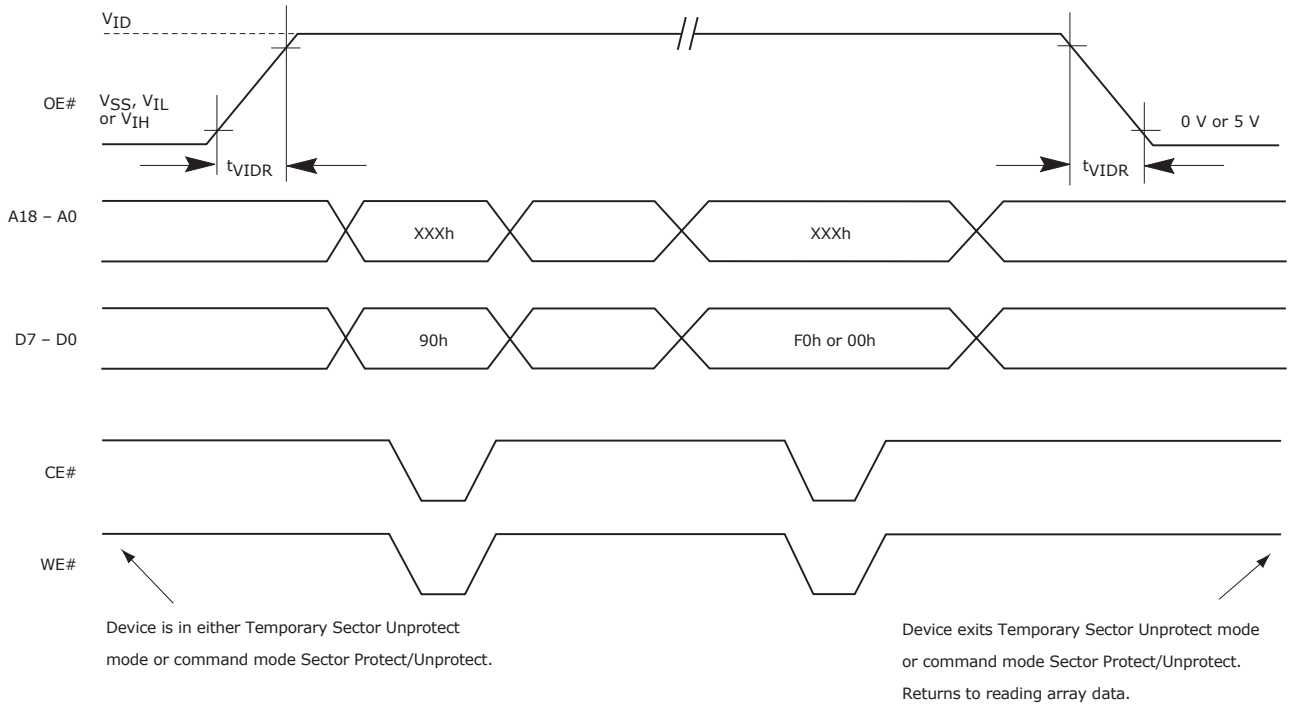 VID
OE#
VSS, VIL
or VIH
0 V or 5 V
tVIDR
tVIDR
A18 – A0
XXXh
XXXh
D7 – D0
90h
F0h or 00h
CE#
WE#
Device is in either Temporary Sector Unprotect
mode or command mode Sector Protect/Unprotect.
Device exits Temporary Sector Unprotect mode
or command mode Sector Protect/Unprotect.
Returns to reading array data.